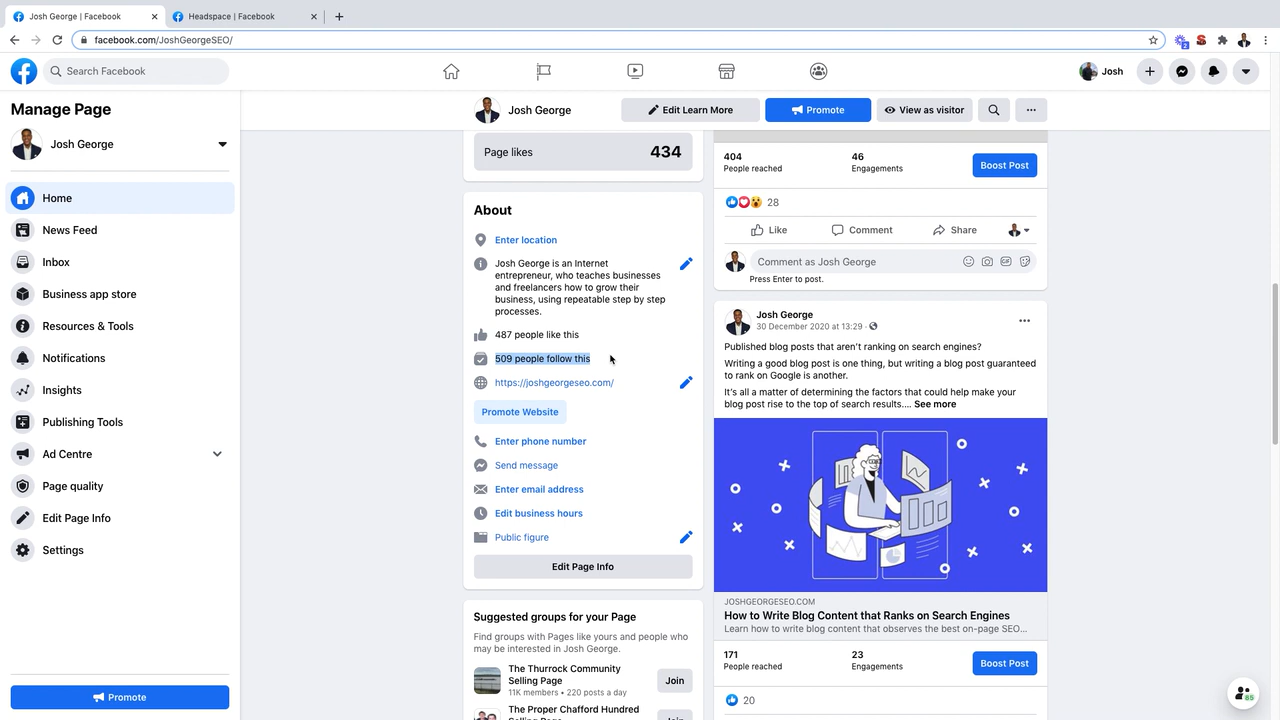 Josh George | Facebook
Headspace | Facebook
facebook.com/JoshGeorgeSEO/
Search Facebook
Josh
Manage Page
Josh George
Home
News Feed
Inbox
Business app store
Resources & Tools
Notifications
Insights
Publishing Tools
Ad Centre
Page quality
Edit Page Info
Settings
Promote
Josh George
Edit Learn More
Promote
View as visitor
Page likes 434
About
Enter location
Josh George is an Internet
entrepreneur, who teaches businesses
and freelancers how to grow their
business, using repeatable step by step
processes.
487 people like this
509 people follow this
https://joshgeorgeseo.com/
Promote Website
Enter phone number
Send message
Enter email address
Edit business hours
Public figure
Edit Page Info
Suggested groups for your Page
Find groups with Pages like yours and people who
may be interested in Josh George.
The Thurrock Community
Selling Page
11K members • 220 posts a day
Join
The Proper Chafford Hundred
404
People reached
46
Engagements
Boost Post
28
Like
Comment
Share
Comment as Josh George
GIF
Press Enter to post.
Josh George
30 December 2020 at 13:29 ·
Published blog posts that aren't ranking on search engines?
Writing a good blog post is one thing, but writing a blog post guaranteed
to rank on Google is another.
It's all a matter of determining the factors that could help make your
blog post rise to the top of search results.... See more
JOSHGEORGESEO.COM
How to Write Blog Content that Ranks on Search Engines
Learn how to write blog content that observes the best on-page SEO...
171
People reached
23
Engagements
Boost Post
20